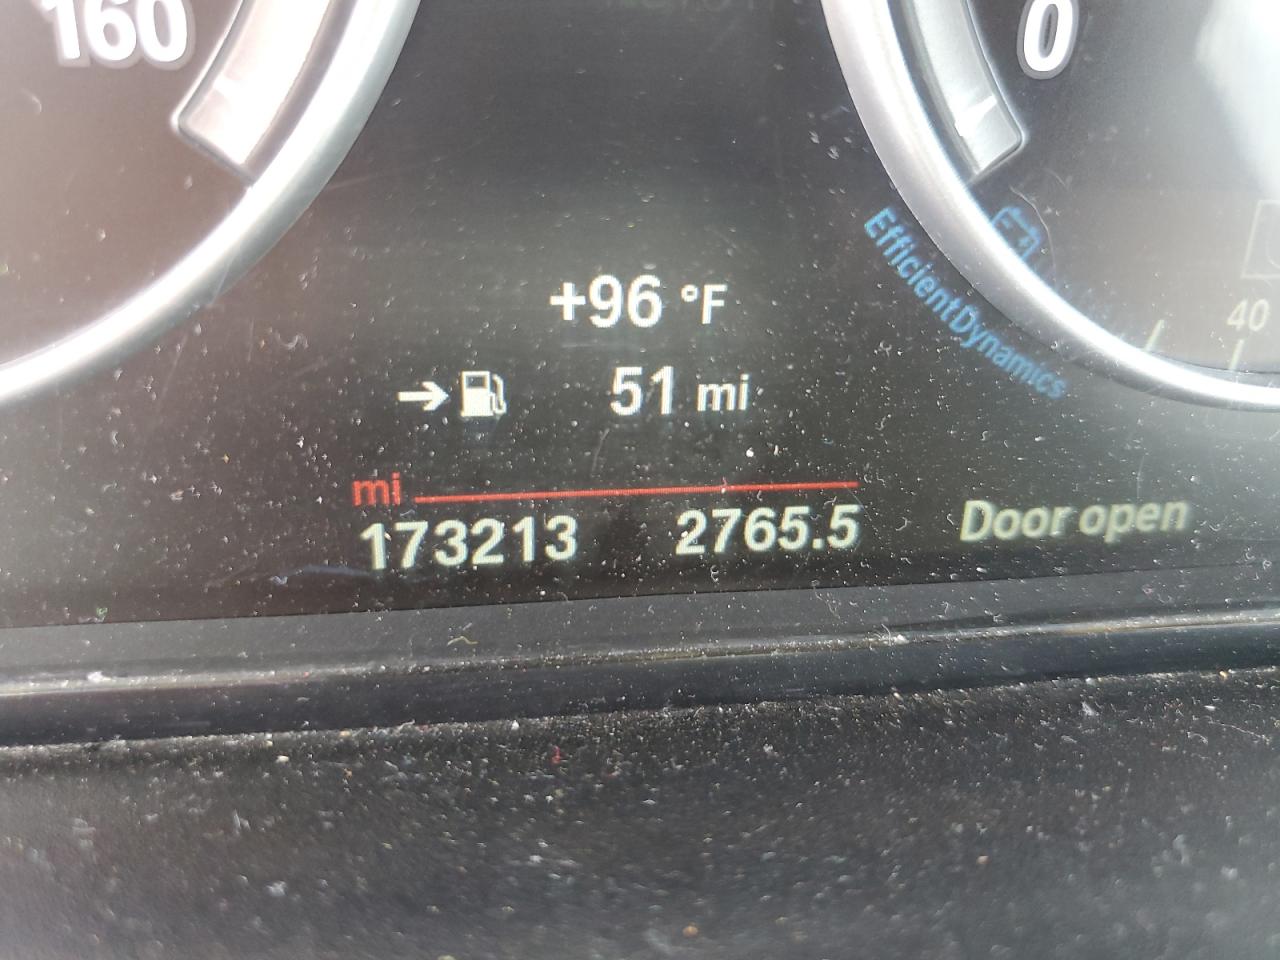 160
0
EfficientDynamics
40
+96 °F
51 mi
mi
173213 2765.5
Door open